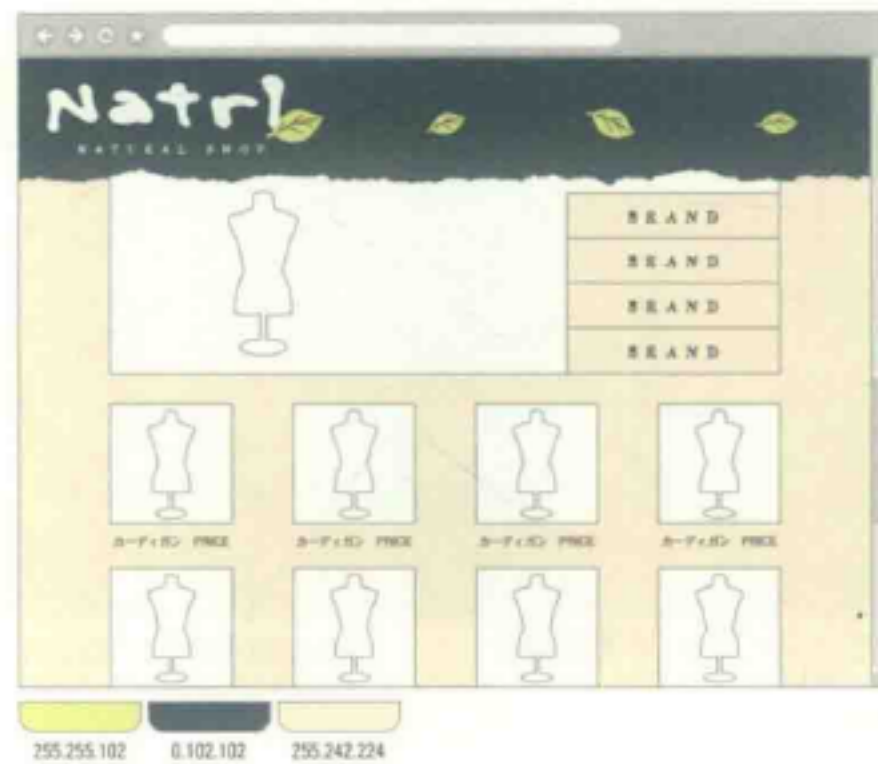 Natri
NATURAL SHOP
BRAND
BRAND
BRAND
BRAND
カーディガン PRICE
カーディガン PRICE
カーディガン PRICE
カーディガン PRICE
255.255.102
0.102.102
255.242.224